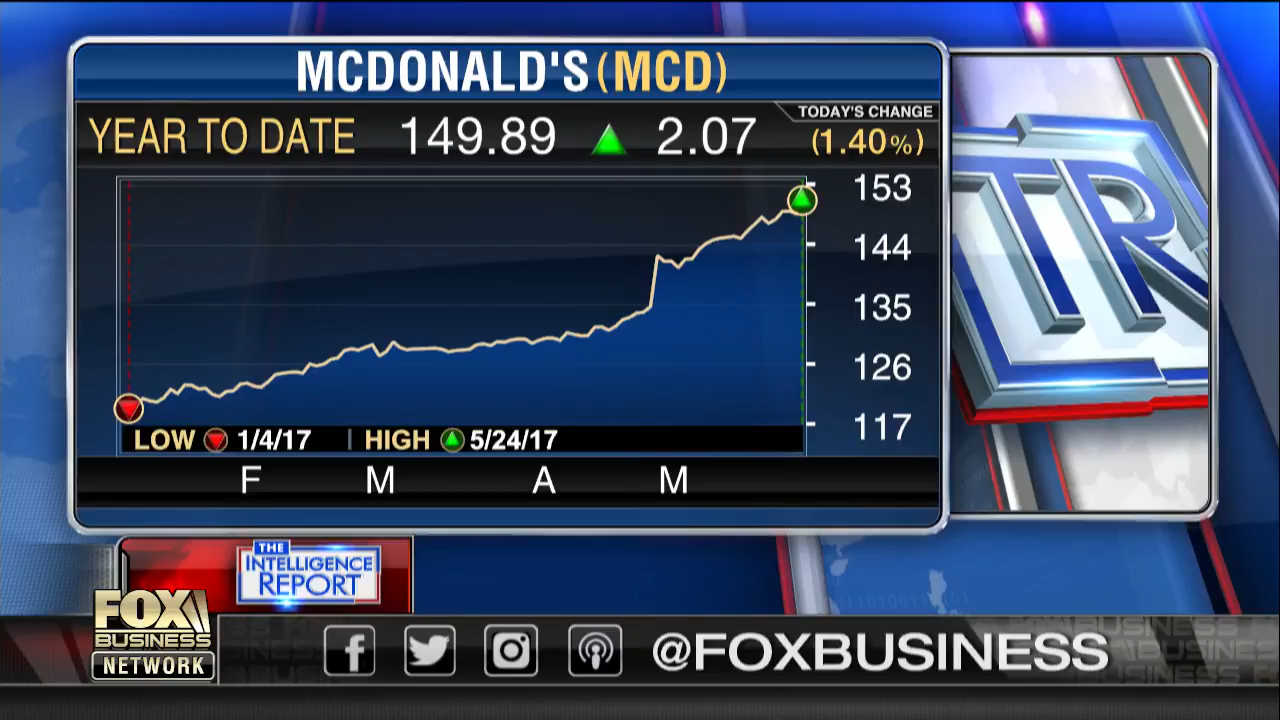 MCDONALD'S (MCD)
TODAY'S CHANGE
YEAR TO DATE 149.89 2.07 (1.40%)
153
144
135
126
117
LOW 1/4/17 | HIGH 5/24/17
F M A M
TR
THE
INTELLIGENCE
REPORT
FOX
BUSINESS
NETWORK
@FOXBUSINESS